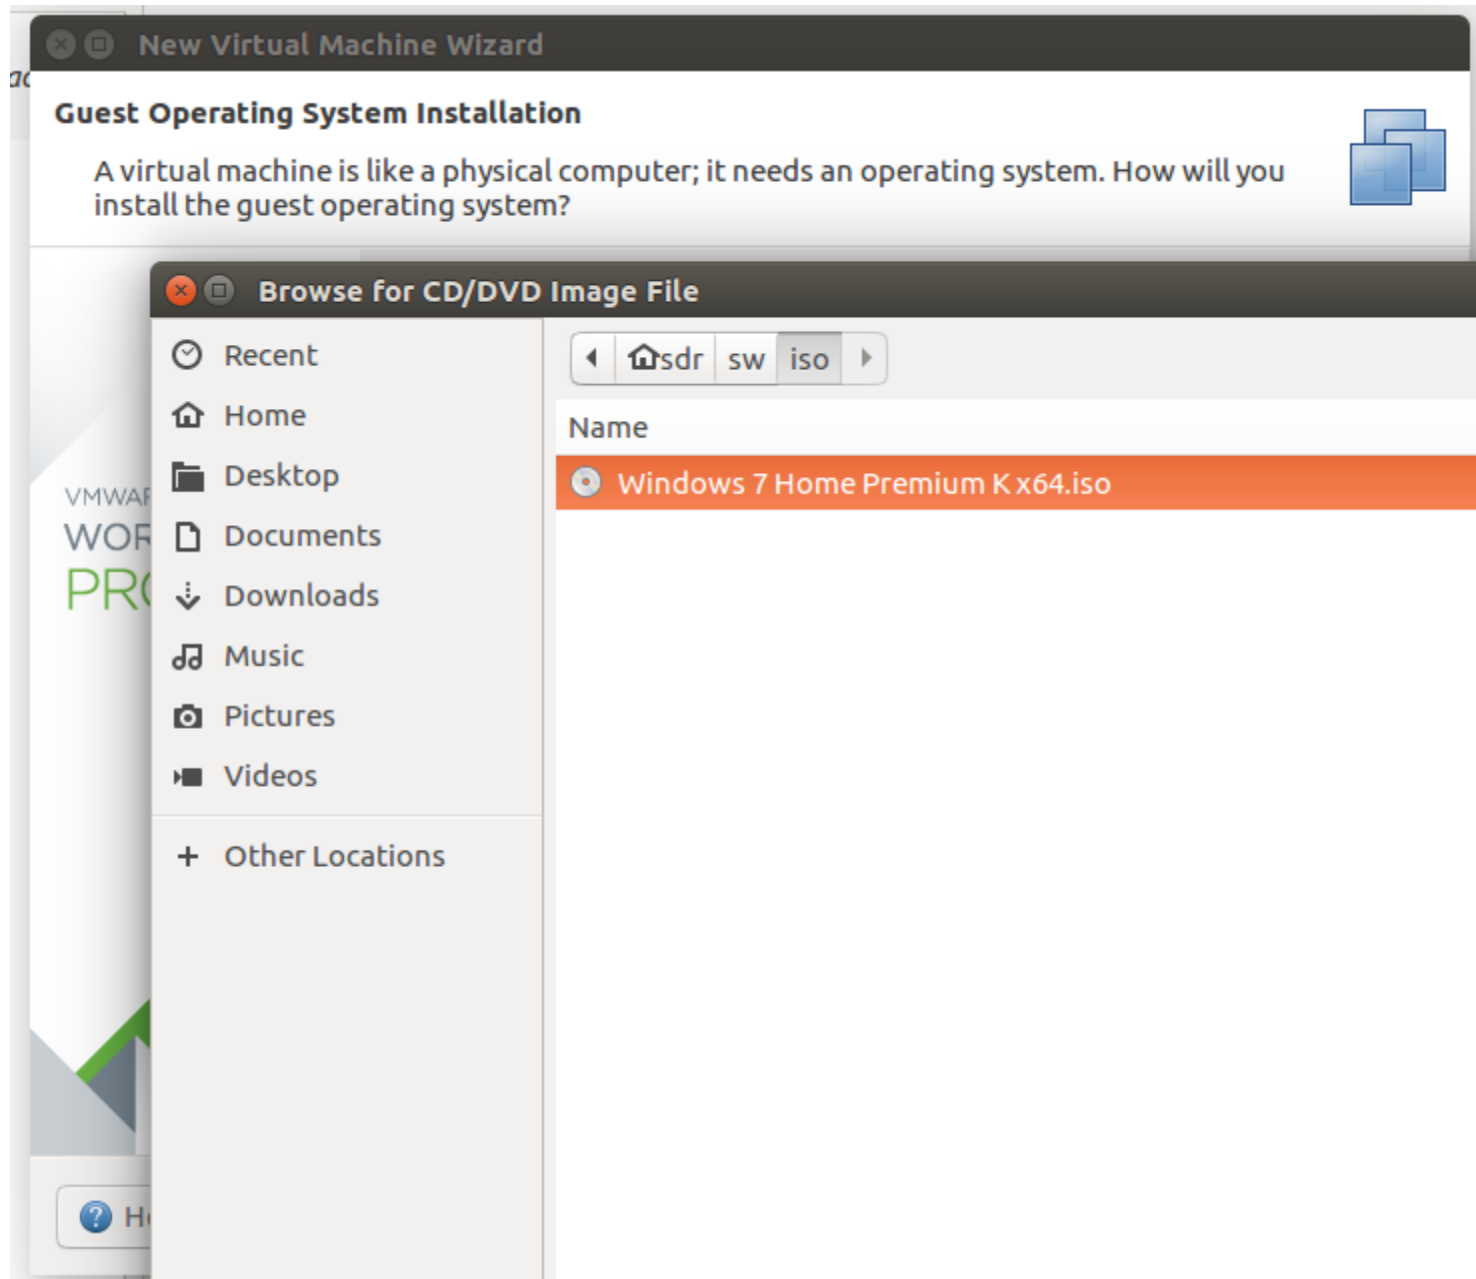 New Virtual Machine Wizard
Guest Operating System Installation
A virtual machine is like a physical computer; it needs an operating system. How will you
install the guest operating system?
Browse for CD/DVD Image File
Recent
Home
Desktop
Documents
Downloads
Music
Pictures
Videos
+ Other Locations
sdr sw iso
Name
Windows 7 Home Premium K x64.iso